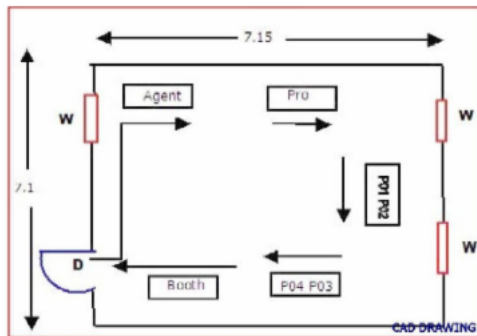 7.15
Agent
Pro
W
W
7.1
P01 P02
W
D
Booth
P04 P03
CAD DRAWING